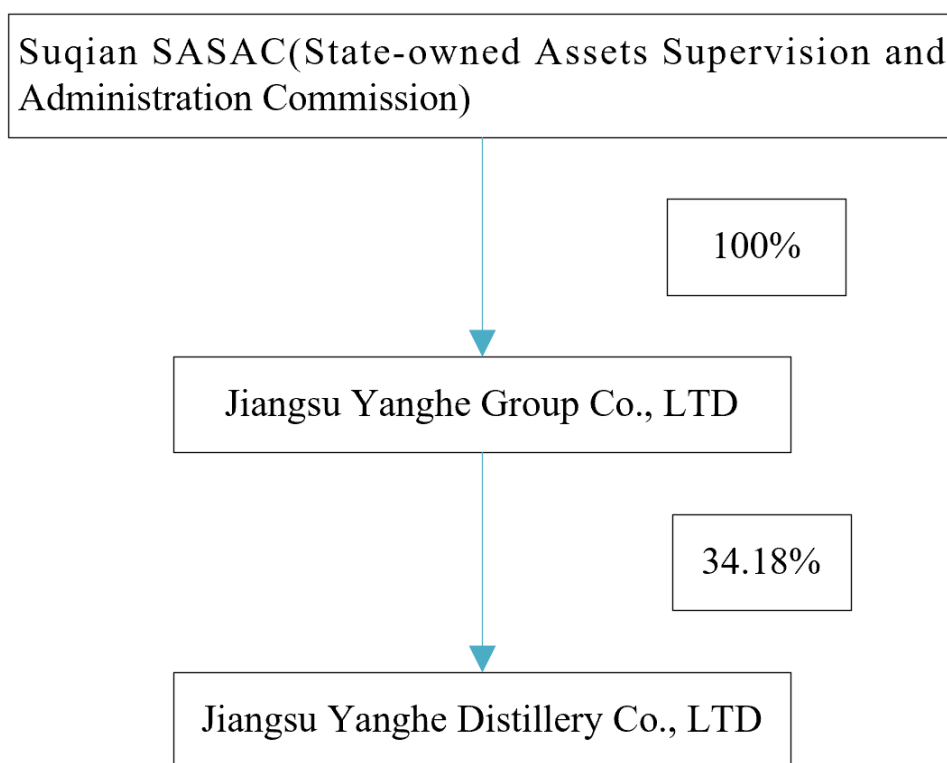 Suqian SASAC(State-owned Assets Supervision and
Administration Commission)
100%
Jiangsu Yanghe Group Co., LTD
34.18%
Jiangsu Yanghe Distillery Co., LTD